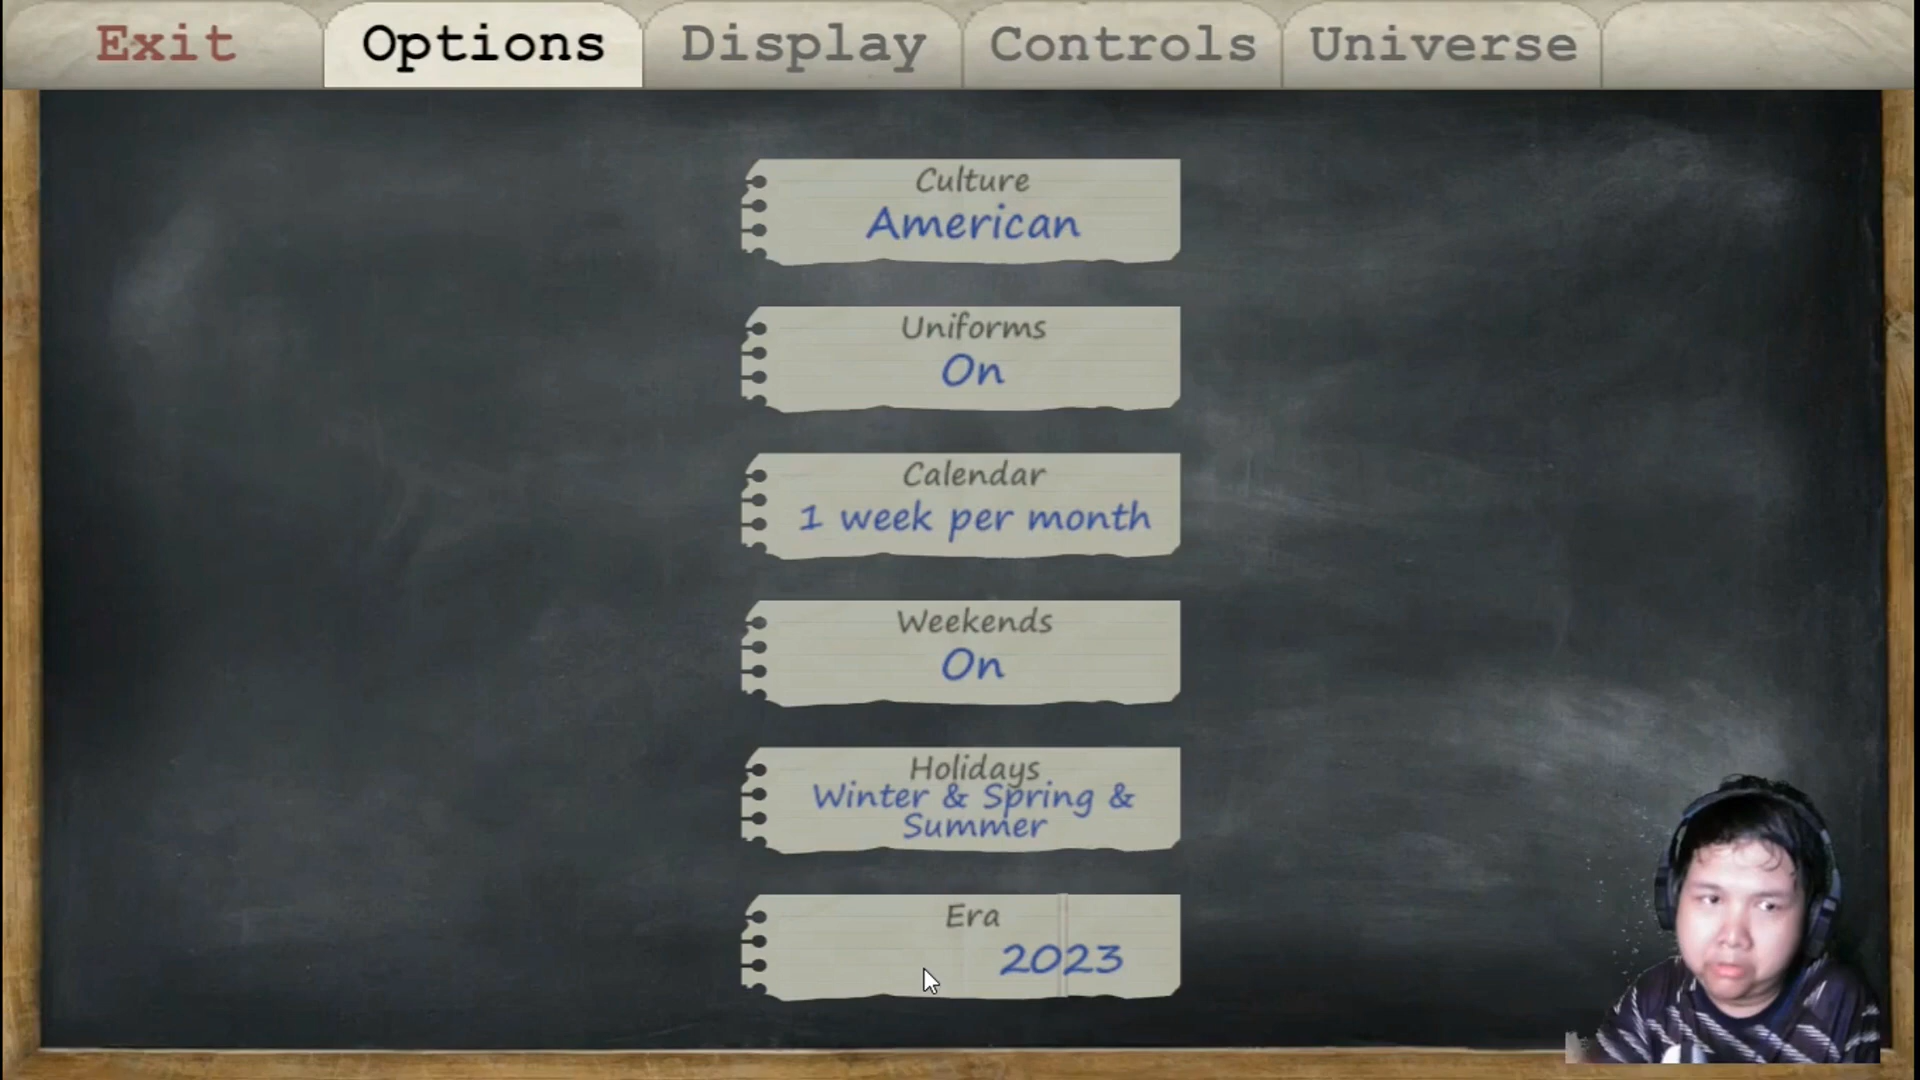 Exit Options Display Controls Universe
Culture
American
Uniforms
On
Calendar
1 week per month
Weekends
On
Holidays
Winter & Spring &
Summer
Era
2023